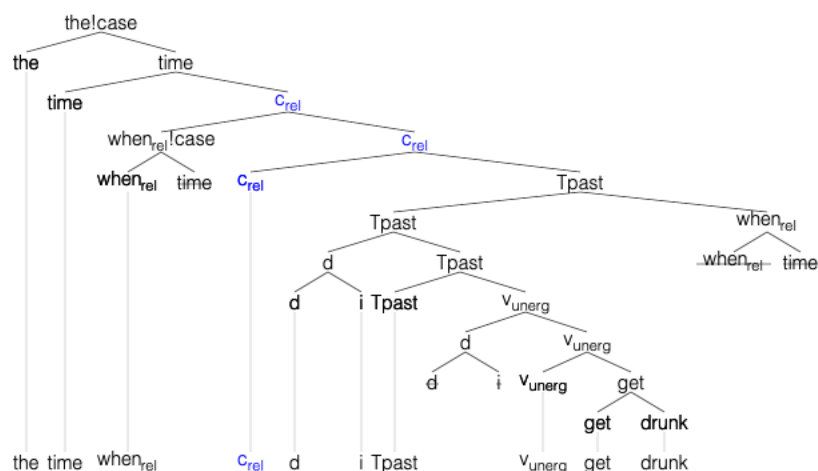 the!case
the time
time c_rel
when_rel!case c_rel
when_rel time c_rel Tpast
Tpast when_rel
d Tpast when_rel time
d i Tpast v_unerg
d v_unerg
d i v_unerg get
get drunk
the time when_rel c_rel d i Tpast v_unerg get drunk